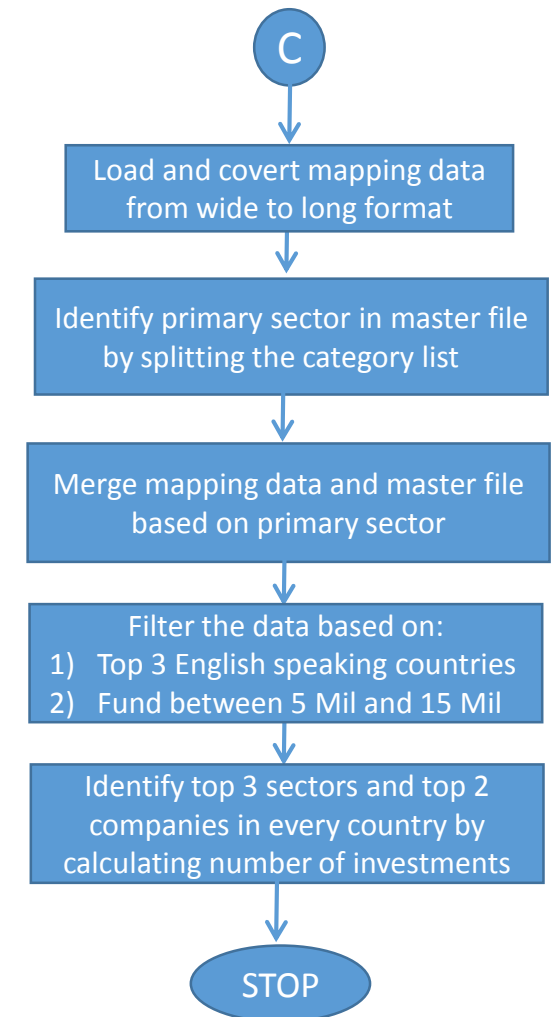 C
Load and covert mapping data
from wide to long format
Identify primary sector in master file
by splitting the category list
Merge mapping data and master file
based on primary sector
Filter the data based on:
1) Top 3 English speaking countries
2) Fund between 5 Mil and 15 Mil
Identify top 3 sectors and top 2
companies in every country by
calculating number of investments
STOP